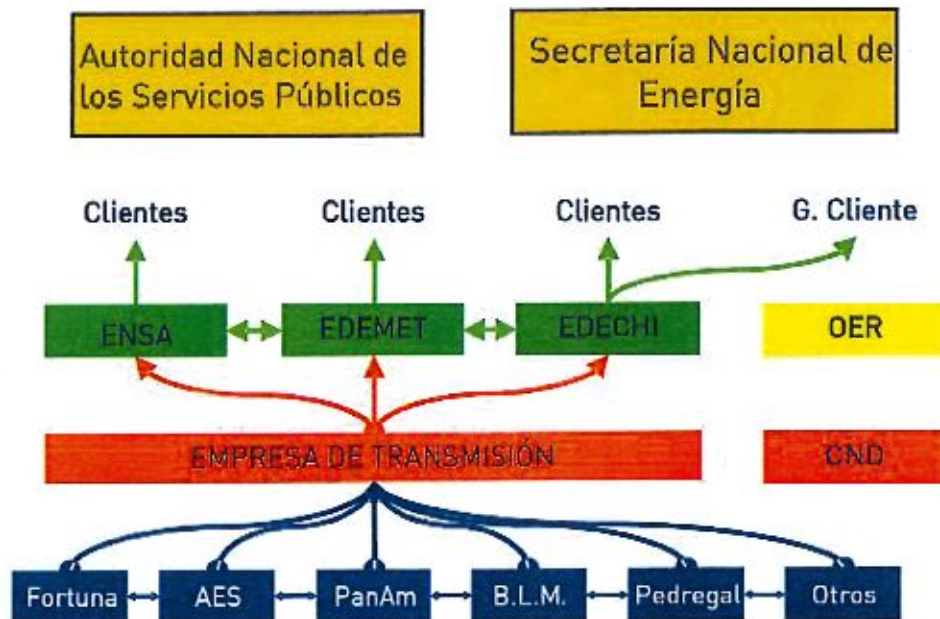 Autoridad Nacional de
los Servicios Públicos
Secretaría Nacional de
Energía
Clientes
Clientes
Clientes
G. Cliente
ENSA
EDEMET
EDECHI
OER
EMPRESA DE TRANSMISIÓN
CND
Fortuna
AES
PanAm
B.L.M.
Pedregal
Otros